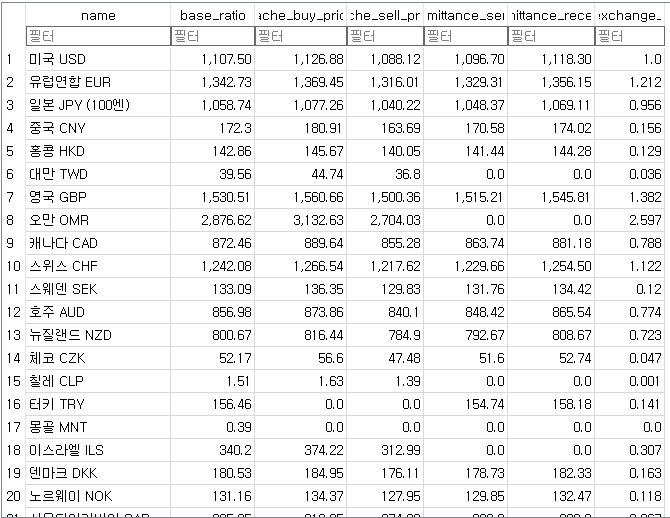 name base_ratio ache_buy_pric che_sell_pr mittance_sen mittance_rece exchange_
필터 필터 필터 필터 필터 필터 필터
1 미국 USD 1,107.50 1,126.88 1,088.12 1,096.70 1,118.30 1.0
2 유럽연합 EUR 1,342.73 1,369.45 1,316.01 1,329.31 1,356.15 1.212
3 일본 JPY (100엔) 1,058.74 1,077.26 1,040.22 1,048.37 1,069.11 0.956
4 중국 CNY 172.3 180.91 163.69 170.58 174.02 0.156
5 홍콩 HKD 142.86 145.67 140.05 141.44 144.28 0.129
6 대만 TWD 39.56 44.74 36.8 0.0 0.0 0.036
7 영국 GBP 1,530.51 1,560.66 1,500.36 1,515.21 1,545.81 1.382
8 오만 OMR 2,876.62 3,132.63 2,704.03 0.0 0.0 2.597
9 캐나다 CAD 872.46 889.64 855.28 863.74 881.18 0.788
10 스위스 CHF 1,242.08 1,266.54 1,217.62 1,229.66 1,254.50 1.122
11 스웨덴 SEK 133.09 136.35 129.83 131.76 134.42 0.12
12 호주 AUD 856.98 873.86 840.1 848.42 865.54 0.774
13 뉴질랜드 NZD 800.67 816.44 784.9 792.67 808.67 0.723
14 체코 CZK 52.17 56.6 47.48 51.6 52.74 0.047
15 칠레 CLP 1.51 1.63 1.39 0.0 0.0 0.001
16 터키 TRY 156.46 0.0 0.0 154.74 158.18 0.141
17 몽골 MNT 0.39 0.0 0.0 0.0 0.0 0.0
18 이스라엘 ILS 340.2 374.22 312.99 0.0 0.0 0.307
19 덴마크 DKK 180.53 184.95 176.11 178.73 182.33 0.163
20 노르웨이 NOK 131.16 134.37 127.95 129.85 132.47 0.118